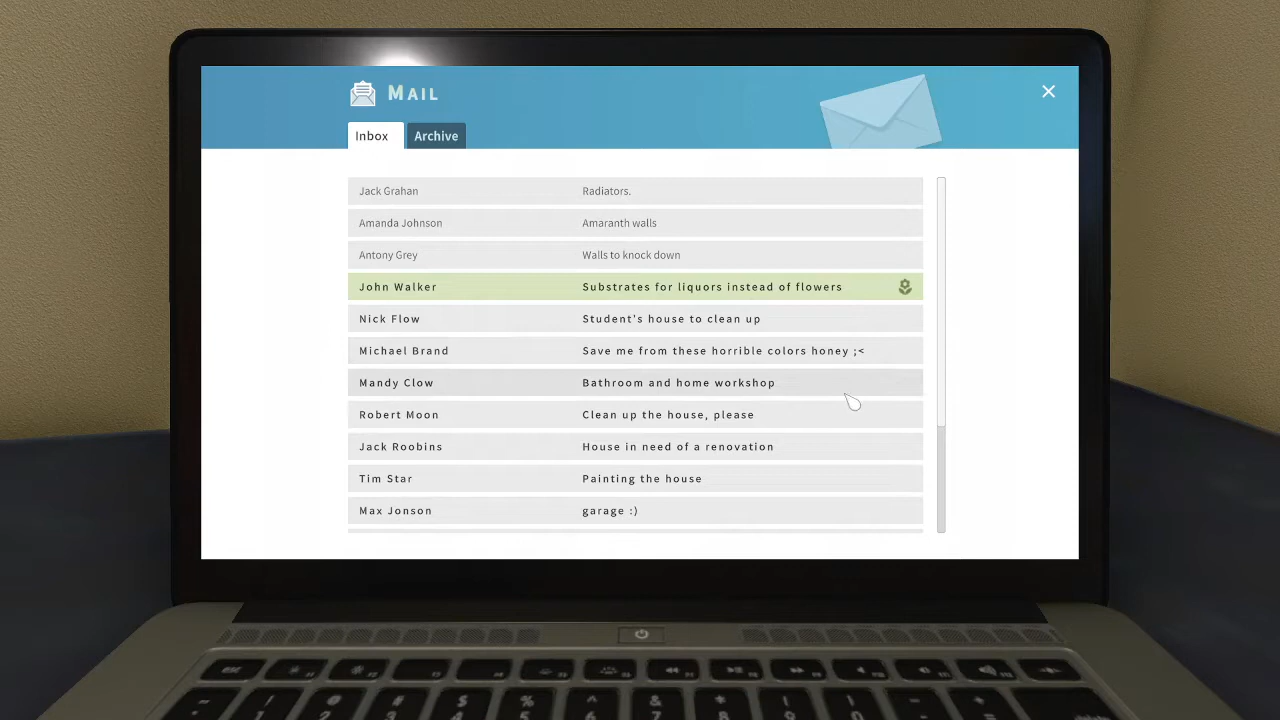 Mail
Inbox Archive
Jack Grahan Radiators.
Amanda Johnson Amaranth walls
Antony Grey Walls to knock down
John Walker Substrates for liquors instead of flowers
Nick Flow Student's house to clean up
Michael Brand Save me from these horrible colors honey ;<
Mandy Clow Bathroom and home workshop
Robert Moon Clean up the house, please
Jack Roobins House in need of a renovation
Tim Star Painting the house
Max Jonson garage :)
esc